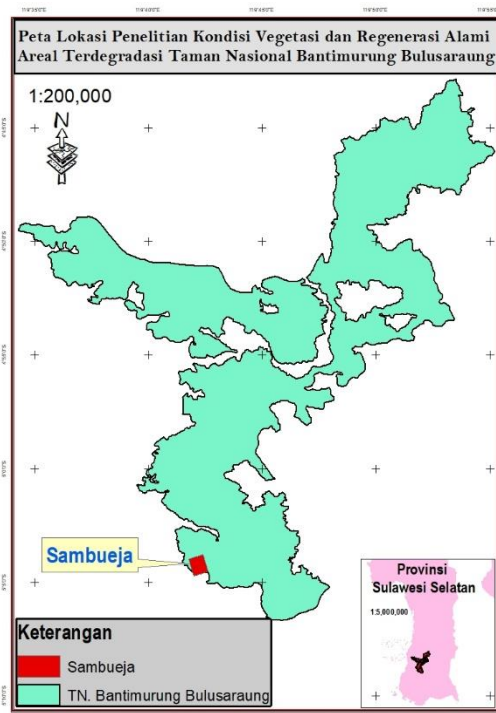 Peta Lokasi Penelitian Kondisi Vegetasi dan Regenerasi Alami
Areal Terdegradasi Taman Nasional Bantimurung Bulusaraung
1:200,000
N
Sambueja
Provinsi
Sulawesi Selatan
1:5,000,000
Keterangan
Sambueja
TN. Bantimurung Bulusaraung